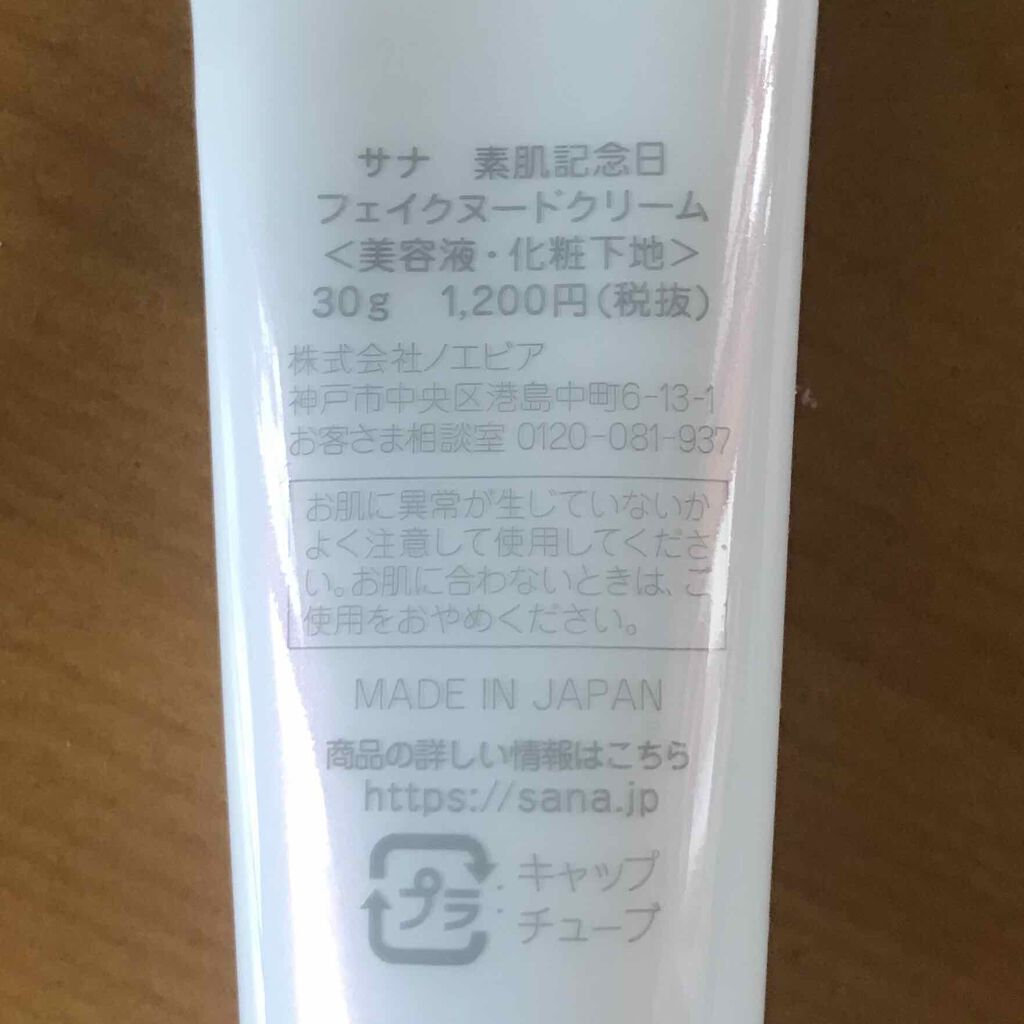 サナ 素肌記念日
フェイクヌードクリーム
＜美容液・化粧下地＞
30g 1,200円(税抜)
株式会社ノエビア
神戸市中央区港島中町6-13-1
お客さま相談室 0120-081-937
お肌に異常が生じていないか
よく注意して使用してくださ
い。お肌に合わないときは、ご
使用をおやめください。
MADE IN JAPAN
商品の詳しい情報はこちら
https://sana.jp
プラ : キャップ
: チューブ